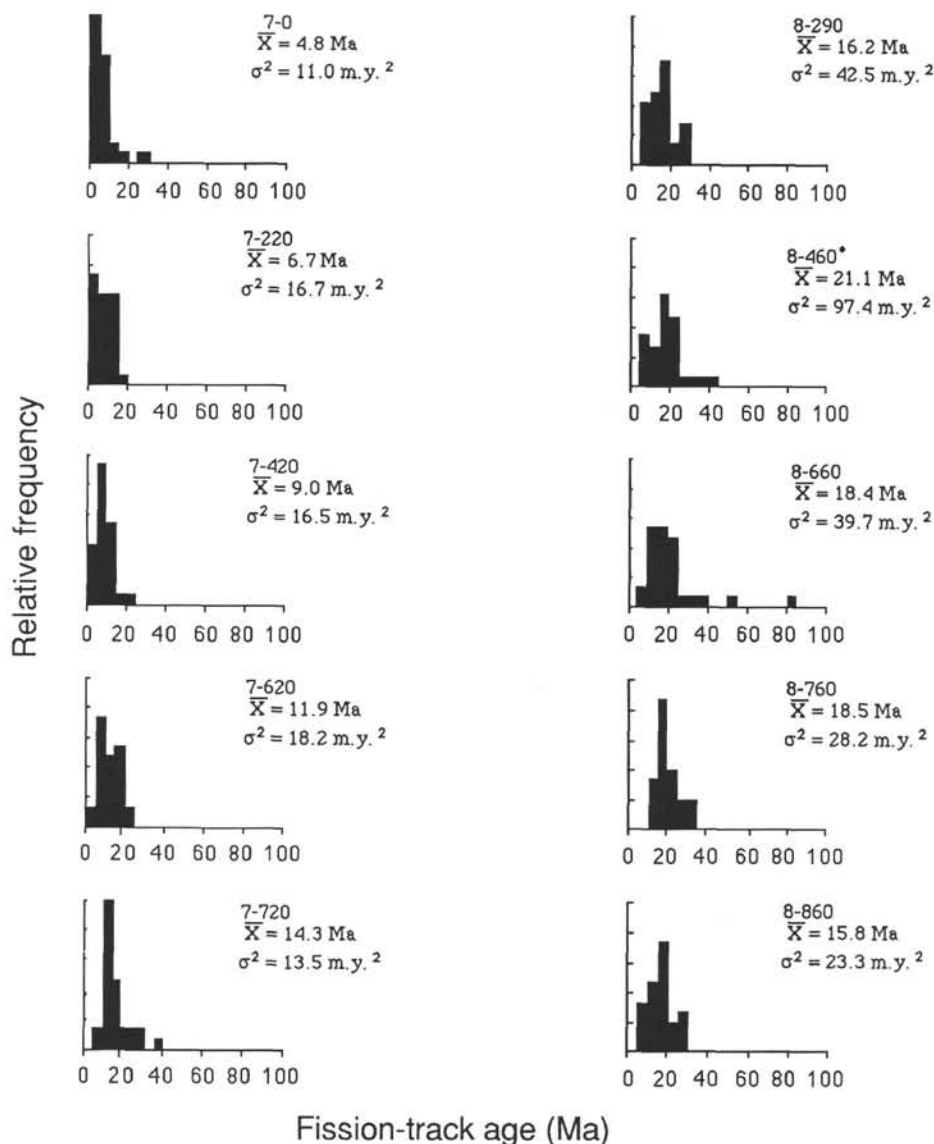 7-0
X̅ = 4.8 Ma
σ² = 11.0 m.y. ²
0 20 40 60 80 100
7-220
X̅ = 6.7 Ma
σ² = 16.7 m.y. ²
0 20 40 60 80 100
7-420
X̅ = 9.0 Ma
σ² = 16.5 m.y. ²
0 20 40 60 80 100
7-620
X̅ = 11.9 Ma
σ² = 18.2 m.y. ²
0 20 40 60 80 100
7-720
X̅ = 14.3 Ma
σ² = 13.5 m.y. ²
0 20 40 60 80 100
8-290
X̅ = 16.2 Ma
σ² = 42.5 m.y. ²
0 20 40 60 80 100
8-460*
X̅ = 21.1 Ma
σ² = 97.4 m.y. ²
0 20 40 60 80 100
8-660
X̅ = 18.4 Ma
σ² = 39.7 m.y. ²
0 20 40 60 80 100
8-760
X̅ = 18.5 Ma
σ² = 28.2 m.y. ²
0 20 40 60 80 100
8-860
X̅ = 15.8 Ma
σ² = 23.3 m.y. ²
0 20 40 60 80 100
Relative frequency
Fission-track age (Ma)